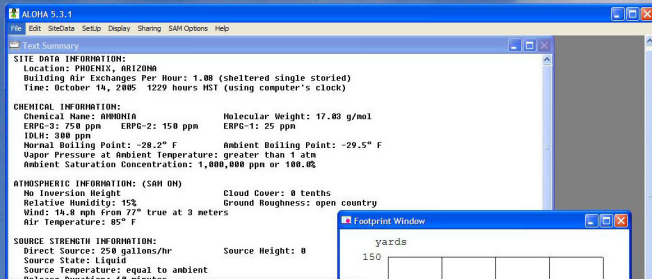 ALOHA 5.3.1
File Edit SiteData SetUp Display Sharing SAM Options Help
Text Summary
SITE DATA INFORMATION:
Location: PHOENIX, ARIZONA
Building Air Exchanges Per Hour: 1.08 (sheltered single storied)
Time: October 14, 2005 1229 hours MST (using computer's clock)
CHEMICAL INFORMATION:
Chemical Name: AMMONIA Molecular Weight: 17.03 g/mol
ERPG-3: 750 ppm ERPG-2: 150 ppm ERPG-1: 25 ppm
IDLH: 300 ppm
Normal Boiling Point: -28.2° F Ambient Boiling Point: -29.5° F
Vapor Pressure at Ambient Temperature: greater than 1 atm
Ambient Saturation Concentration: 1,000,000 ppm or 100.0%
ATMOSPHERIC INFORMATION: (SAM ON)
No Inversion Height Cloud Cover: 0 tenths
Relative Humidity: 15% Ground Roughness: open country
Wind: 14.8 mph from 77° true at 3 meters
Air Temperature: 85° F
Footprint Window
SOURCE STRENGTH INFORMATION:
Direct Source: 250 gallons/hr Source Height: 0
Source State: Liquid
Source Temperature: equal to ambient
Release Duration: 60 minutes
yards
150